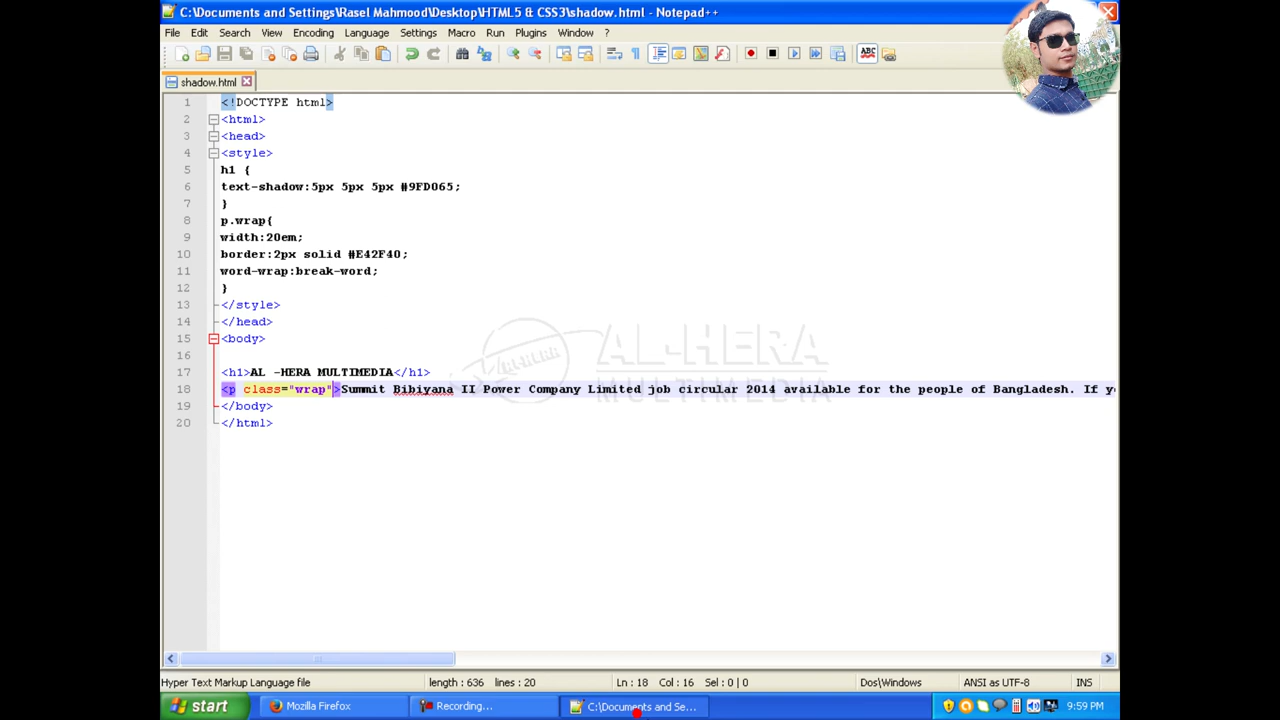 C:\Documents and Settings\Rasel Mahmood\Desktop\HTML5 & CSS3\shadow.html - Notepad++
File Edit Search View Encoding Language Settings Macro Run Plugins Window ?
ABC
shadow.html
1 <!DOCTYPE html>
2 <html>
3 <head>
4 <style>
5 h1 {
6 text-shadow:5px 5px 5px #9FD065;
7 }
8 p.wrap{
9 width:20em;
10 border:2px solid #E42F40;
11 word-wrap:break-word;
12 }
13 </style>
14 </head>
15 <body>
16
17 <h1>AL -HERA MULTIMEDIA</h1>
18 <p class="wrap">Summit Bibiyana II Power Company Limited job circular 2014 available for the people of Bangladesh. If y
19 </body>
20 </html>
AL-HERA
MULTIMEDIA
Hyper Text Markup Language file length : 636 lines : 20 Ln : 18 Col : 16 Sel : 0 | 0 Dos\Windows ANSI as UTF-8 INS
start Mozilla Firefox Recording... C:\Documents and Se... 9:59 PM